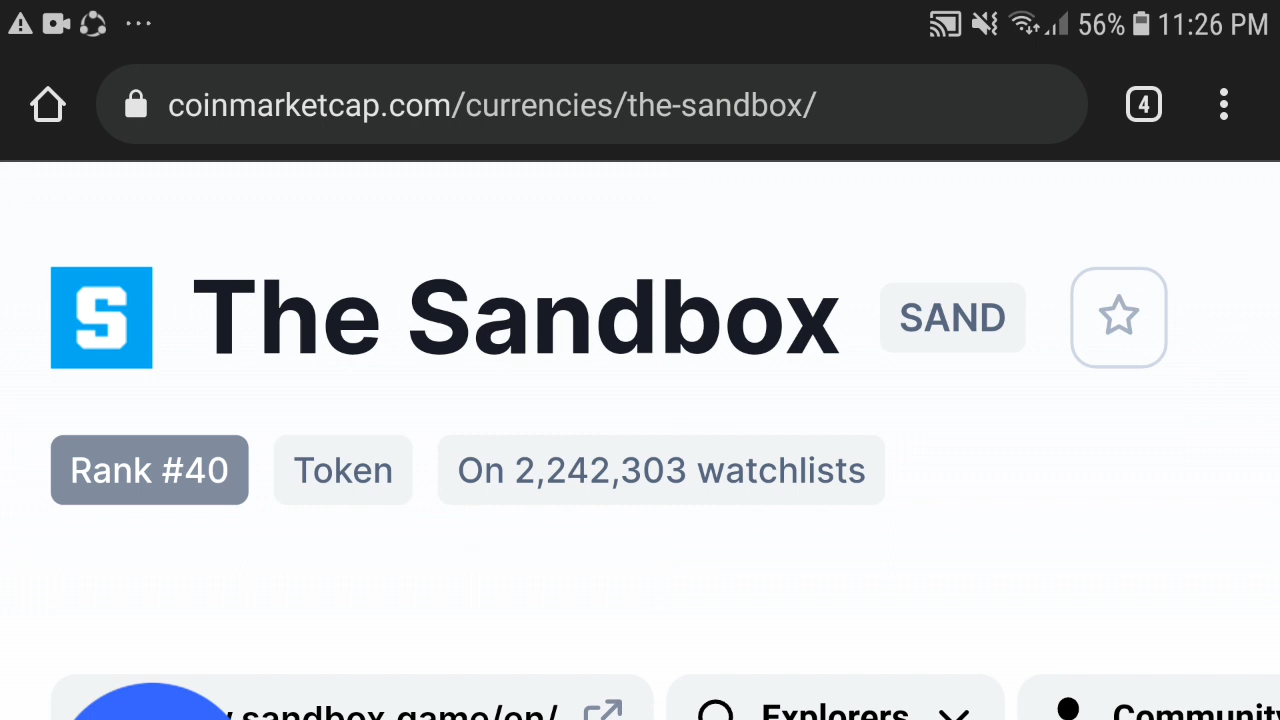 56% 11:26 PM
coinmarketcap.com/currencies/the-sandbox/
4
S The Sandbox SAND
Rank #40 Token On 2,242,303 watchlists
sandbox.game/en/ Explorers Community